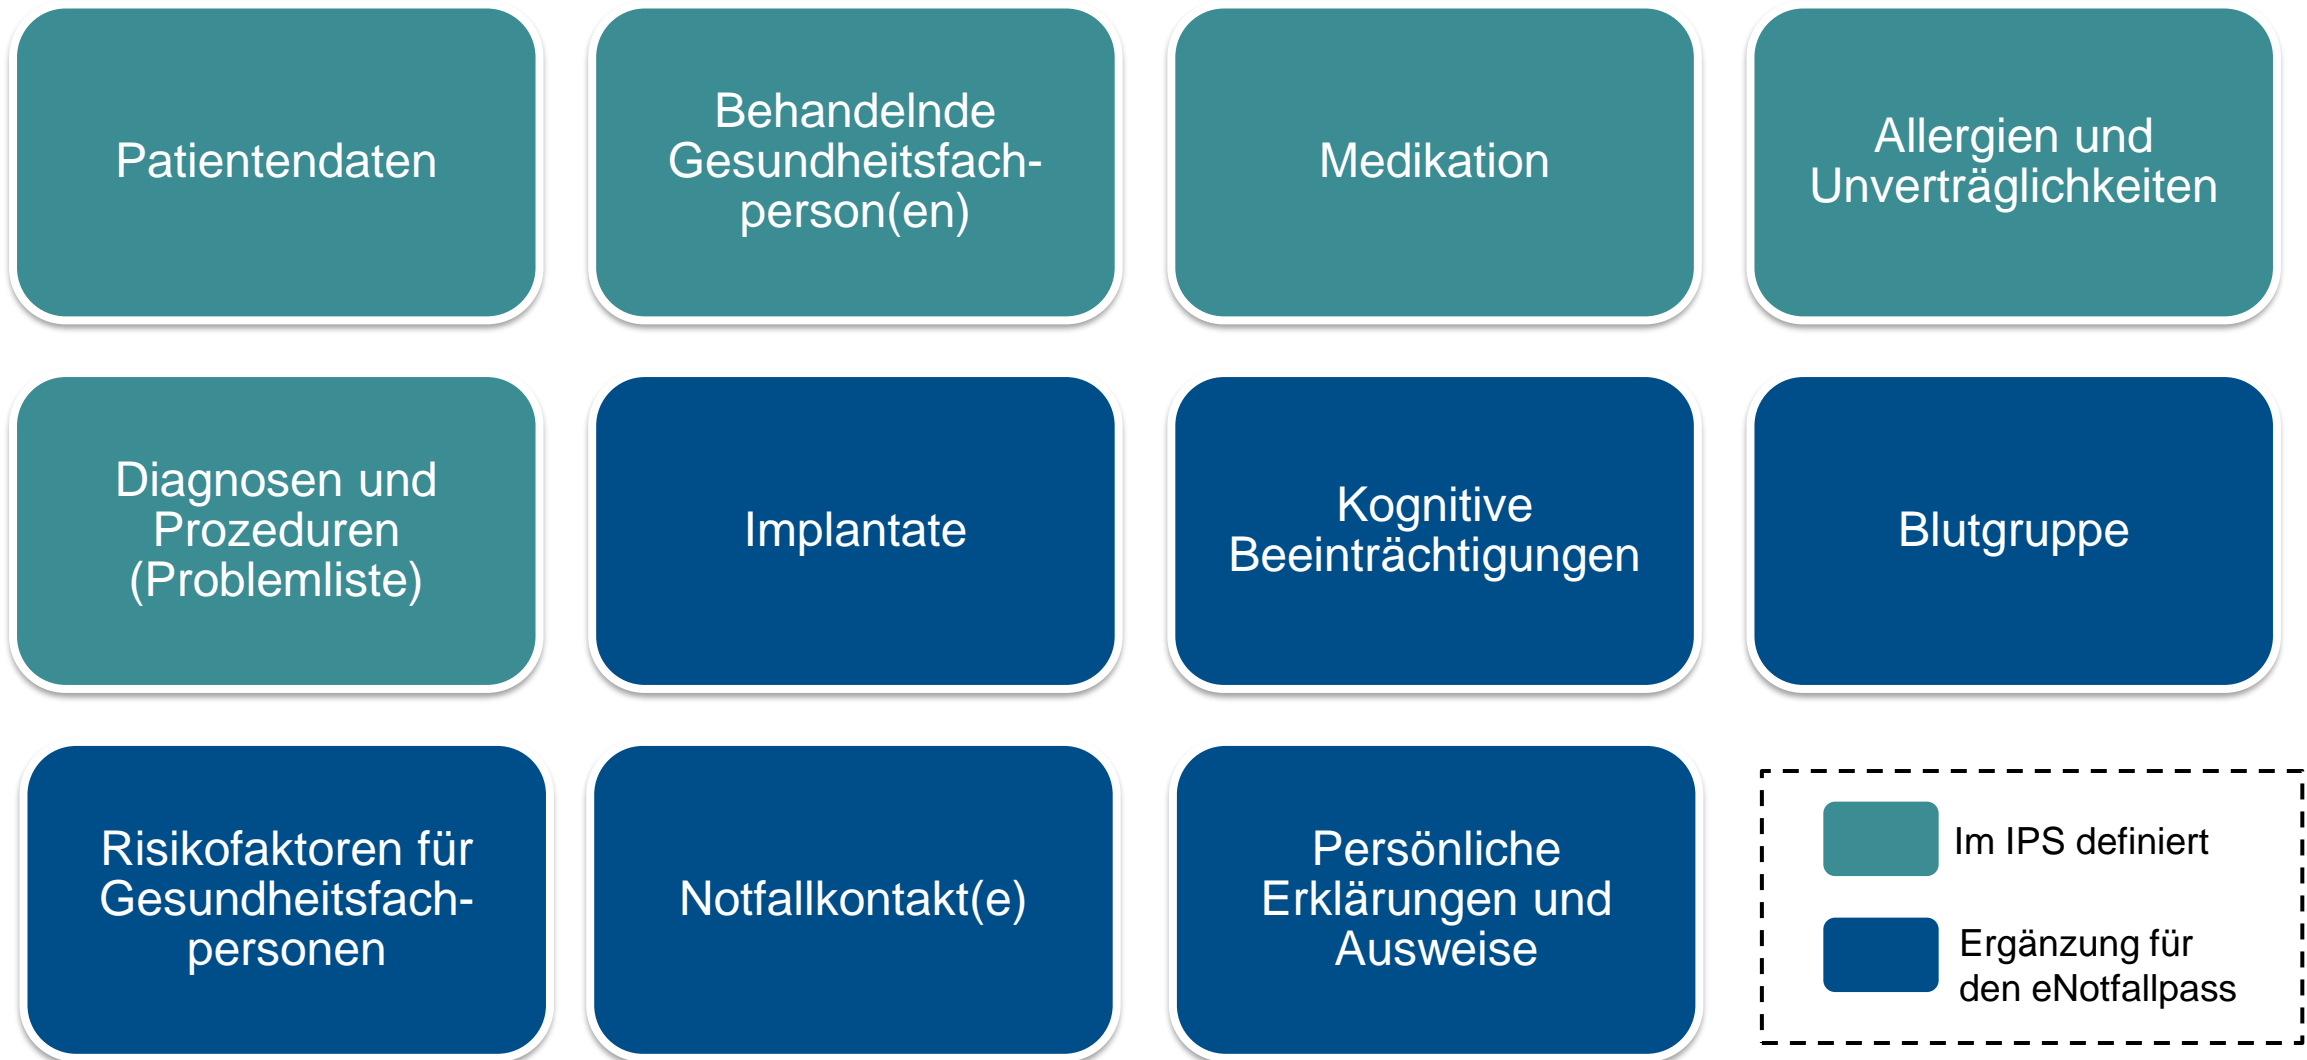 Patientendaten
Behandelnde
Gesundheitsfach-
person(en)
Medikation
Allergien und
Unverträglichkeiten
Diagnosen und
Prozeduren
(Problemliste)
Implantate
Kognitive
Beeinträchtigungen
Blutgruppe
Risikofaktoren für
Gesundheitsfach-
personen
Notfallkontakt(e)
Persönliche
Erklärungen und
Ausweise
Im IPS definiert
Ergänzung für
den eNotfallpass